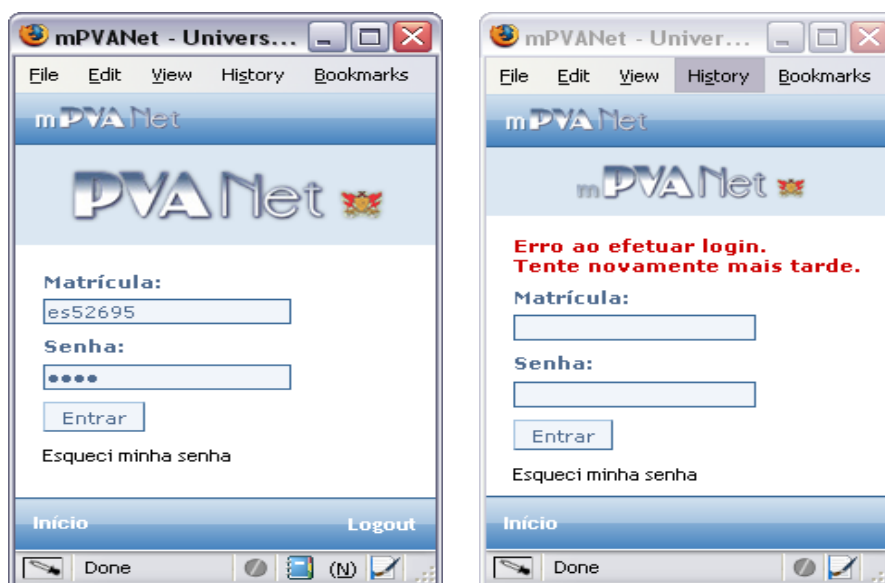 mPVANet - Univers...
File Edit View History Bookmarks
mPVANet
PVANet
Matrícula:
es52695
Senha:
••••
Entrar
Esqueci minha senha
Início Logout
Done (N)
mPVANet - Univer...
File Edit View History Bookmarks
mPVANet
mPVANet
Erro ao efetuar login.
Tente novamente mais tarde.
Matrícula:
Senha:
Entrar
Esqueci minha senha
Início
Done